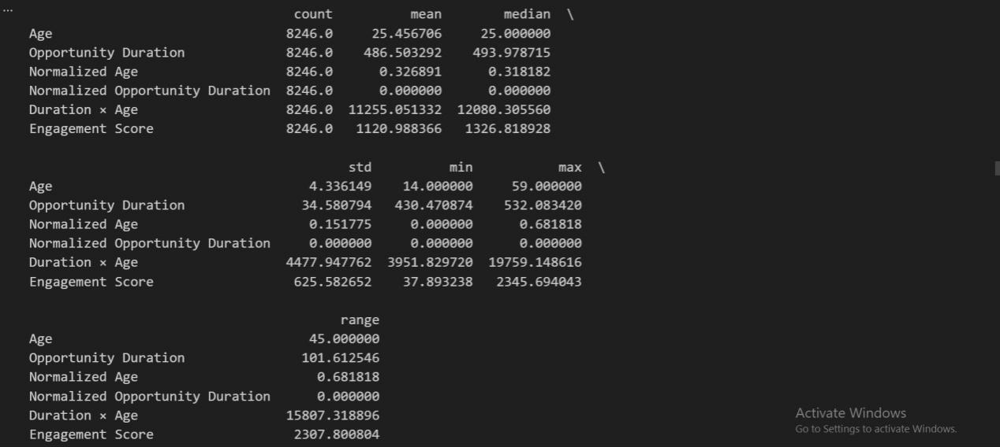 ...
count mean median \
Age 8246.0 25.456706 25.000000
Opportunity Duration 8246.0 486.503292 493.978715
Normalized Age 8246.0 0.326891 0.318182
Normalized Opportunity Duration 8246.0 0.000000 0.000000
Duration × Age 8246.0 11255.051332 12080.305560
Engagement Score 8246.0 1120.988366 1326.818928
std min max \
Age 4.336149 14.000000 59.000000
Opportunity Duration 34.580794 430.470874 532.083420
Normalized Age 0.151775 0.000000 0.681818
Normalized Opportunity Duration 0.000000 0.000000 0.000000
Duration × Age 4477.947762 3951.829720 19759.148616
Engagement Score 625.582652 37.893238 2345.694043
range
Age 45.000000
Opportunity Duration 101.612546
Normalized Age 0.681818
Normalized Opportunity Duration 0.000000
Duration × Age 15807.318896
Engagement Score 2307.800804
Activate Windows
Go to Settings to activate Windows.